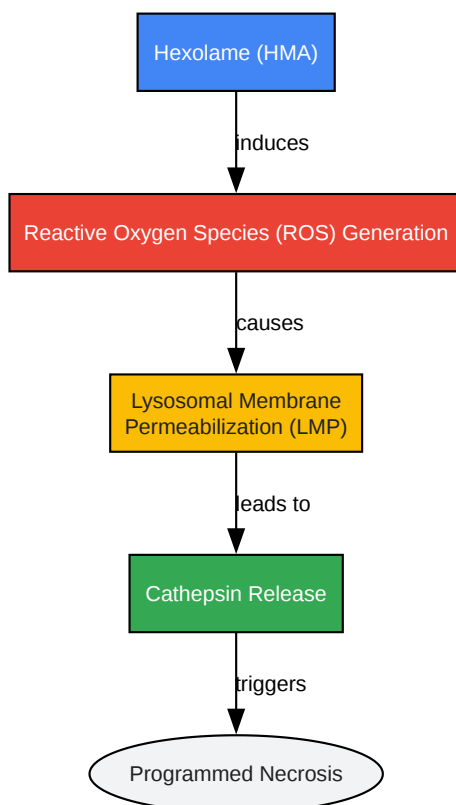 Hexolame (HMA)
induces
Reactive Oxygen Species (ROS) Generation
causes
Lysosomal Membrane
Permeabilization (LMP)
leads to
Cathepsin Release
triggers
Programmed Necrosis